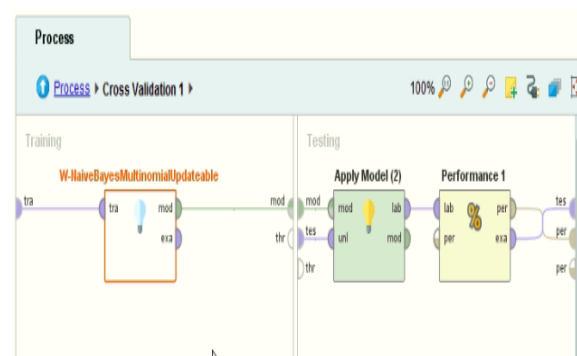 Process
Process ▸ Cross Validation 1 ▸
100%
Training
Testing
W-NaiveBayesMultinomialUpdateable
Apply Model (2)
Performance 1
tra
tra
mod
exa
mod
thr
mod
tes
thr
mod
unl
lab
mod
lab
per
per
exa
%
tes
per
per